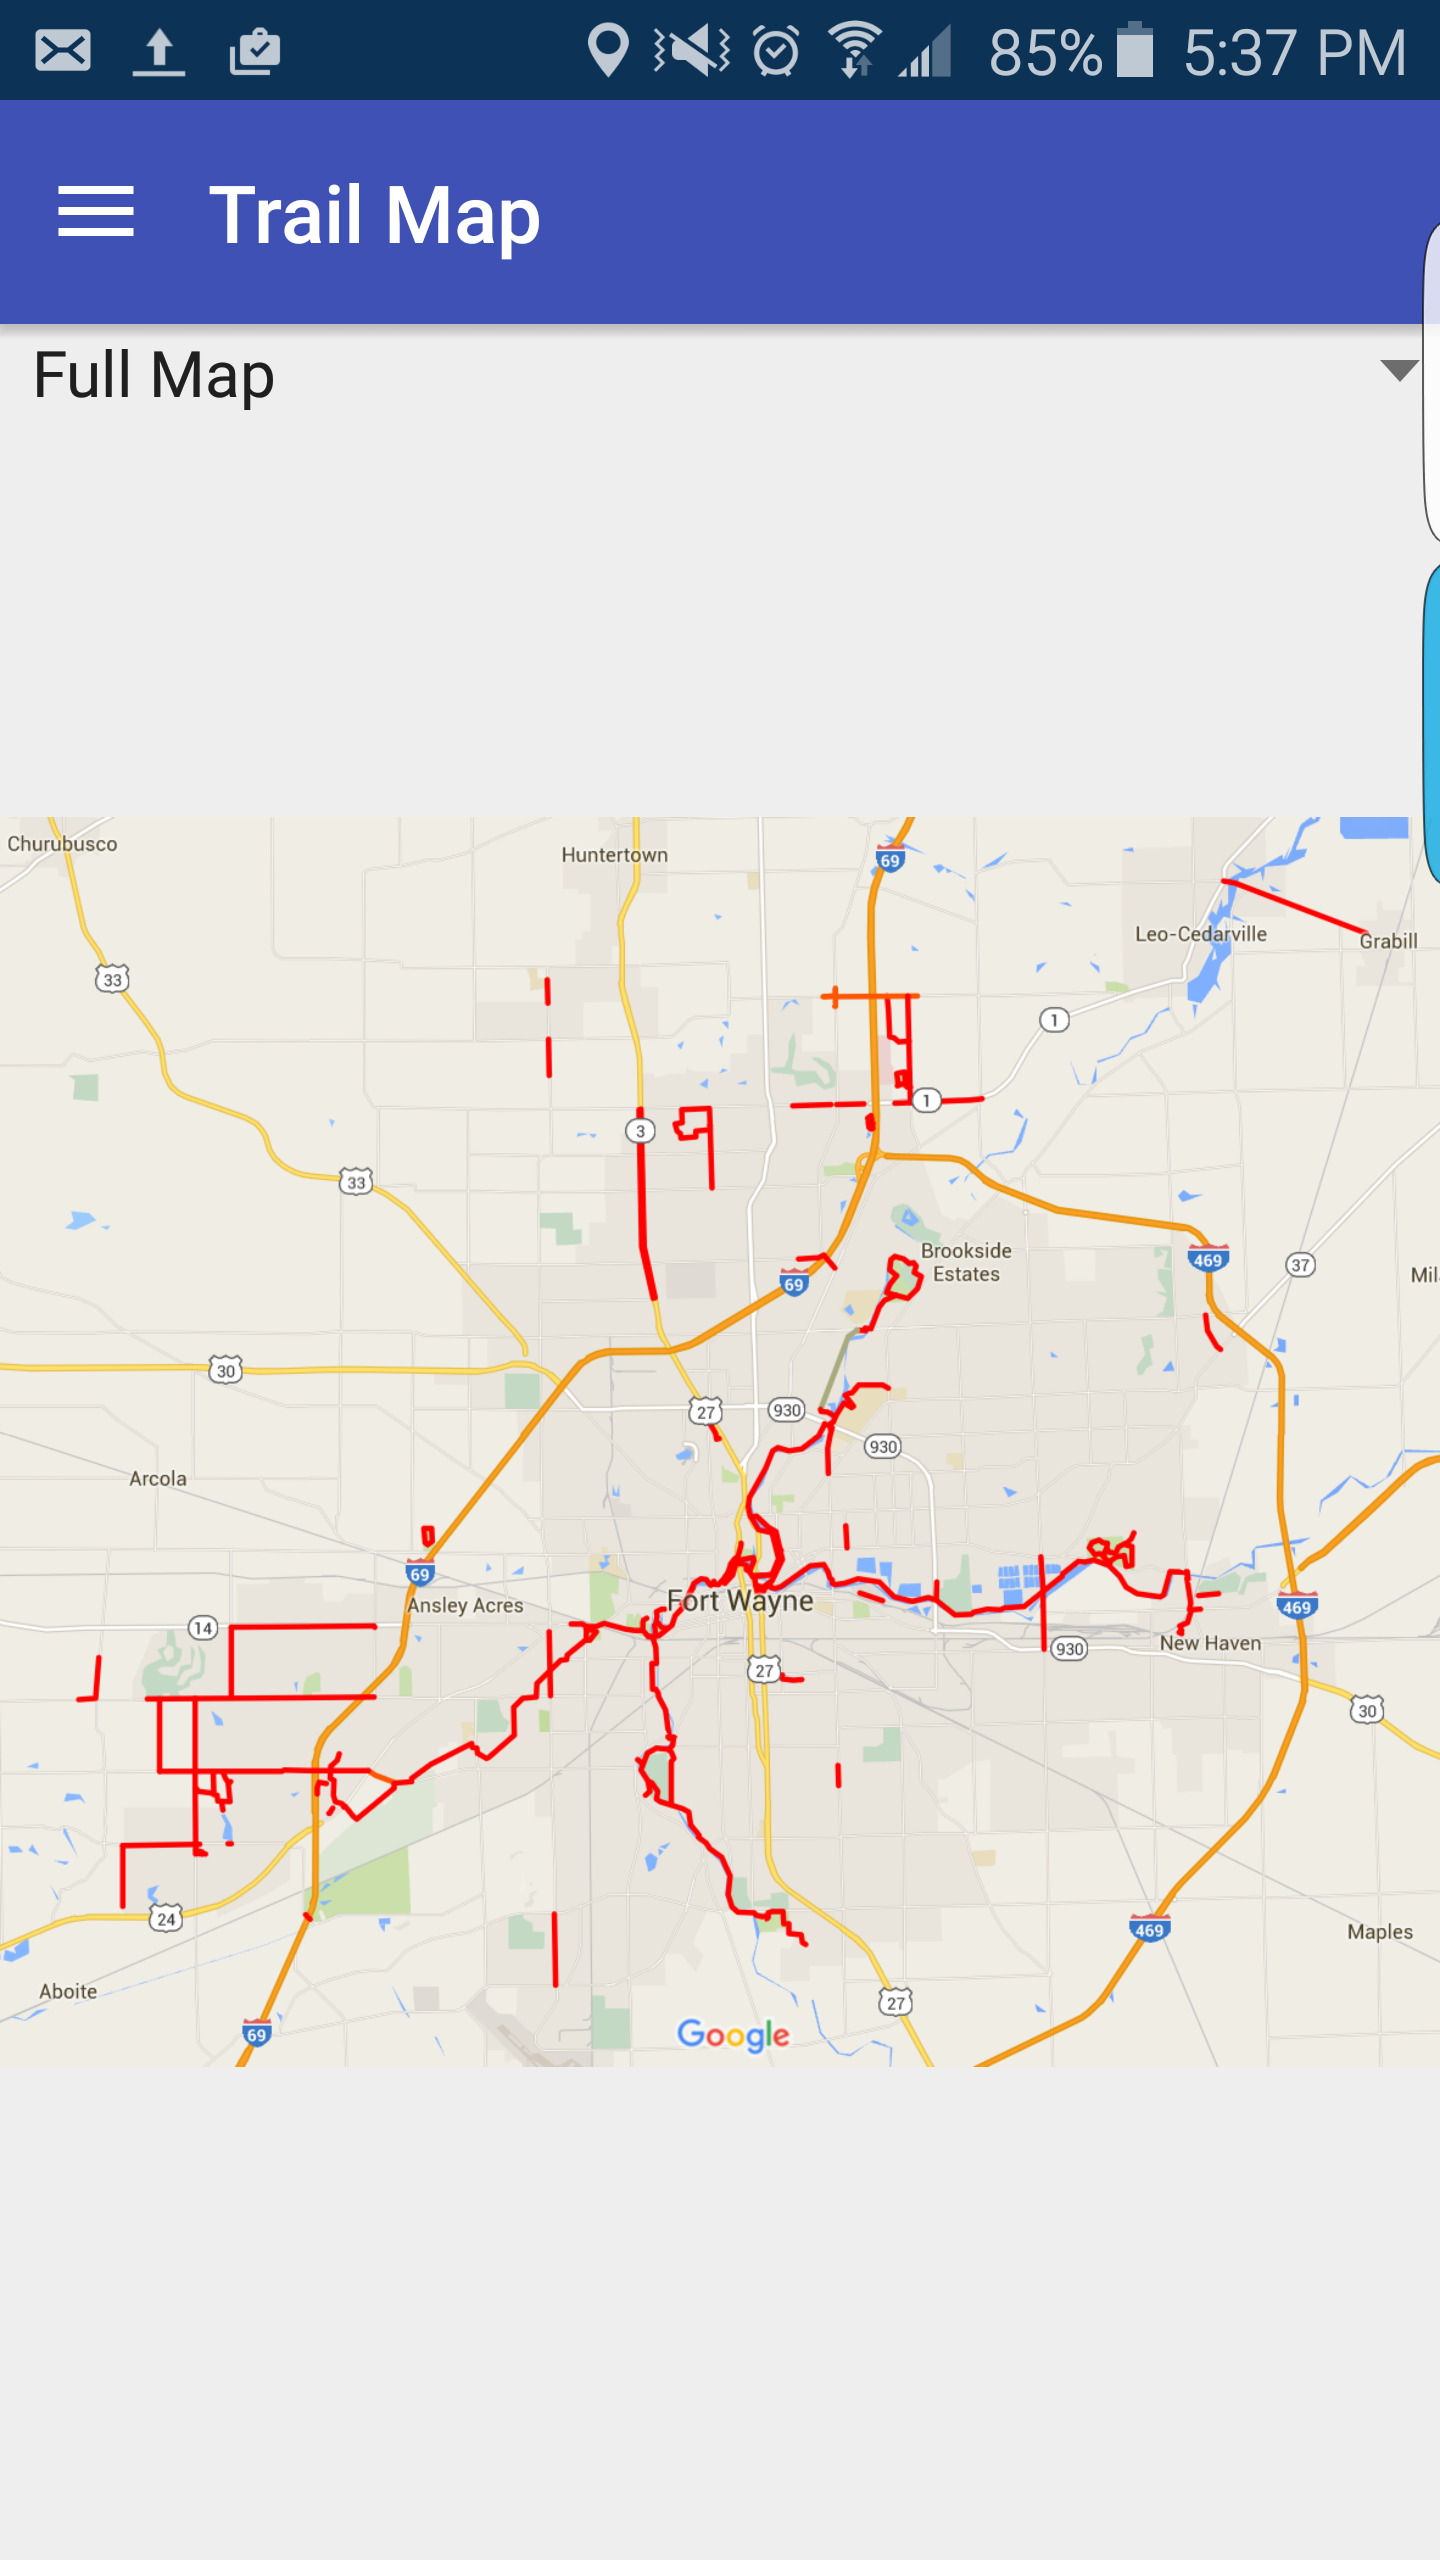 85% 5:37 PM
Trail Map
Full Map
Churubusco
Huntertown
69
Leo-Cedarville
Grabill
33
1
1
3
33
Brookside
Estates
469
37
69
Mil
30
27
930
930
Arcola
69
Ansley Acres
Fort Wayne
469
14
930
New Haven
27
30
24
469
Maples
Aboite
27
69
Google